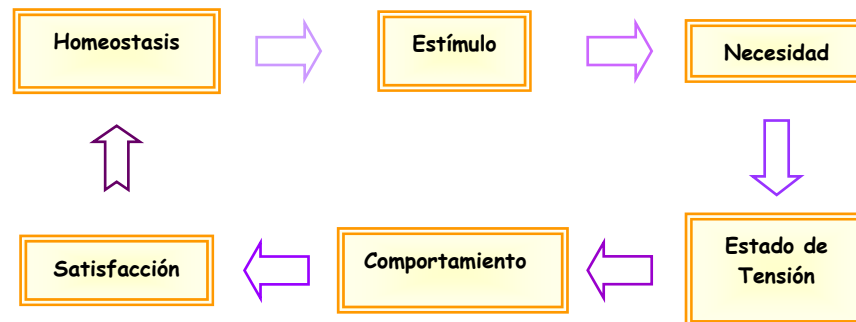 Homeostasis
Estímulo
Necesidad
Estado de
Tensión
Comportamiento
Satisfacción